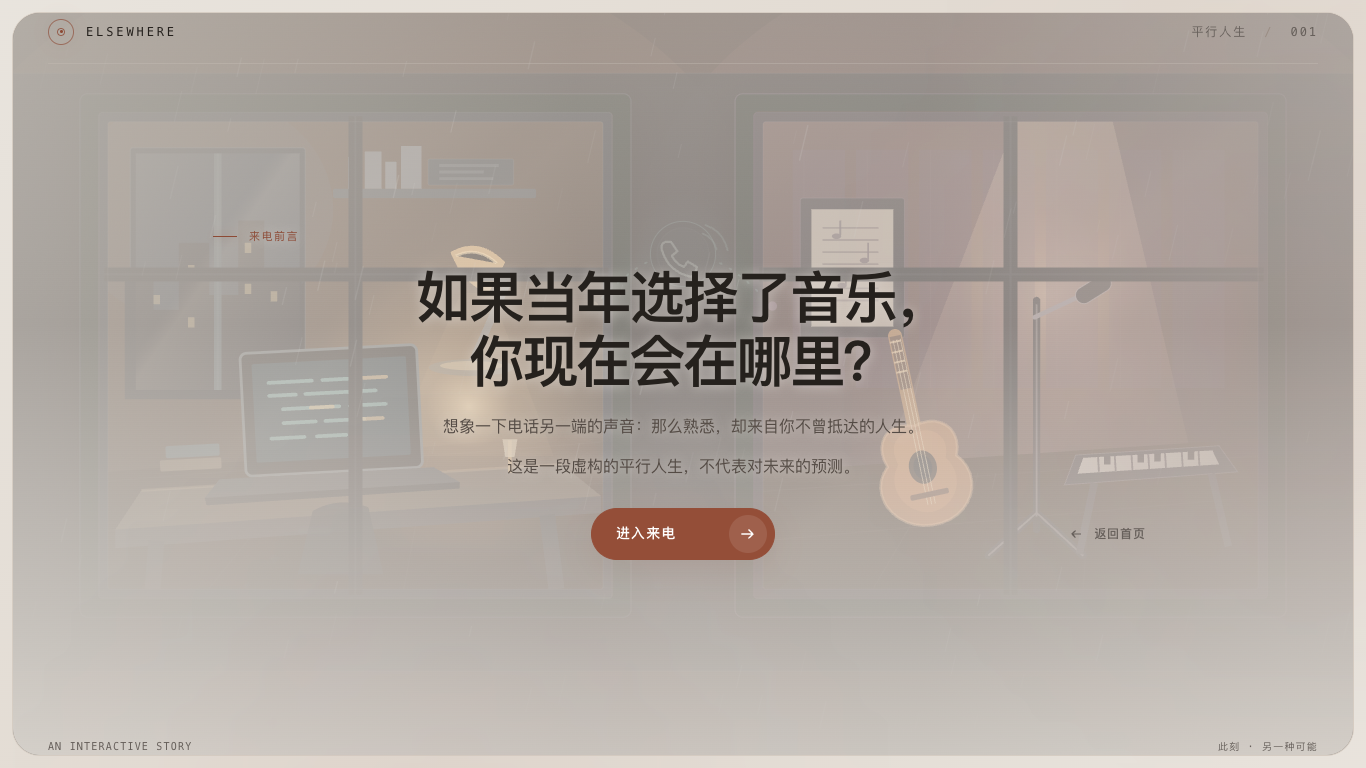 ELSEWHERE
平行人生 / 001
来电前言
如果当年选择了音乐，
你现在会在哪里？
想象一下电话另一端的声音：那么熟悉，却来自你不曾抵达的人生。
这是一段虚构的平行人生，不代表对未来的预测。
进入来电 →
← 返回首页
AN INTERACTIVE STORY
此刻 · 另一种可能